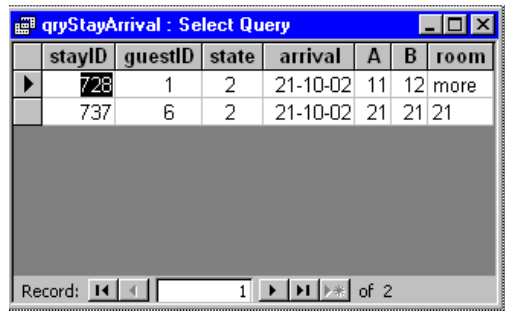 qryStayArrival : Select Query
stayID guestID state arrival A B room
728 1 2 21-10-02 11 12 more
737 6 2 21-10-02 21 21 21
Record: 1 of 2